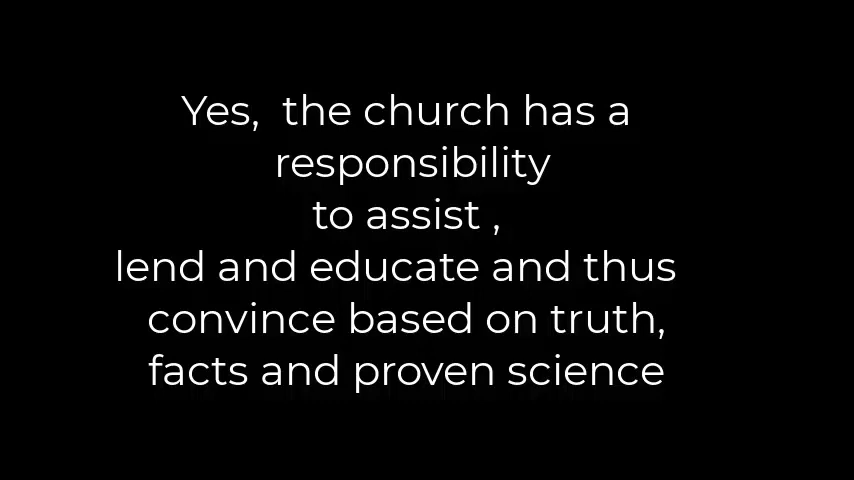 Yes,  the church has a
responsibility
to assist ,
lend and educate and thus
convince based on truth,
facts and proven science